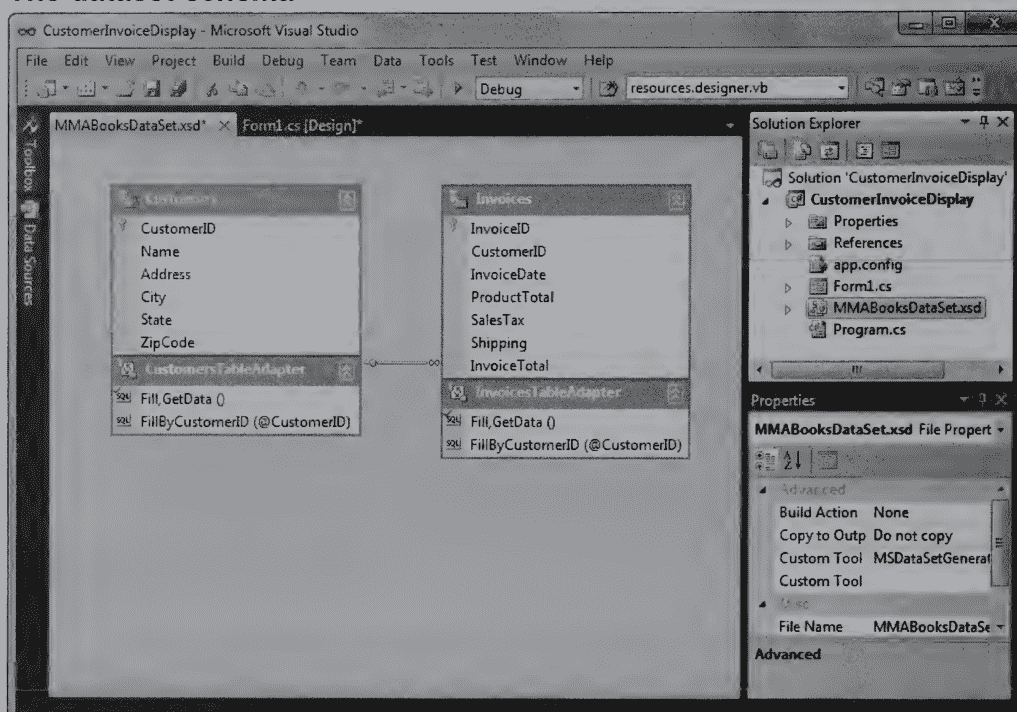 CustomerInvoiceDisplay - Microsoft Visual Studio
File Edit View Project Build Debug Team Data Tools Test Window Help
Debug
resources.designer.vb
Toolbox
Data Sources
MMABooksDataSet.xsd*
Form1.cs [Design]*
Customers
CustomerID
Name
Address
City
State
ZipCode
CustomersTableAdapter
Fill,GetData ()
FillByCustomerID (@CustomerID)
Invoices
InvoiceID
CustomerID
InvoiceDate
ProductTotal
SalesTax
Shipping
InvoiceTotal
InvoicesTableAdapter
Fill,GetData ()
FillByCustomerID (@CustomerID)
Solution Explorer
Solution 'CustomerInvoiceDisplay'
CustomerInvoiceDisplay
Properties
References
app.config
Form1.cs
MMABooksDataSet.xsd
Program.cs
Properties
MMABooksDataSet.xsd File Propert
Advanced
Build Action None
Copy to Outp Do not copy
Custom Tool MSDataSetGenerat
Custom Tool
Misc
File Name MMABooksDataSe
Advanced